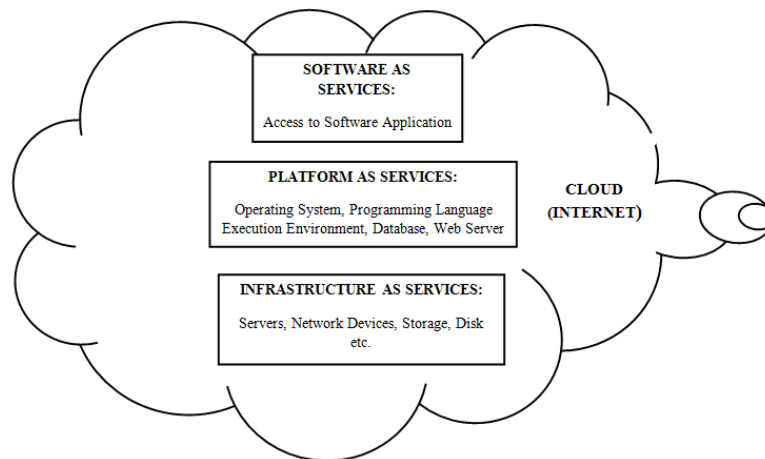 SOFTWARE AS
SERVICES:
Access to Software Application
PLATFORM AS SERVICES:
Operating System, Programming Language
Execution Environment, Database, Web Server
CLOUD
(INTERNET)
INFRASTRUCTURE AS SERVICES:
Servers, Network Devices, Storage, Disk
etc.